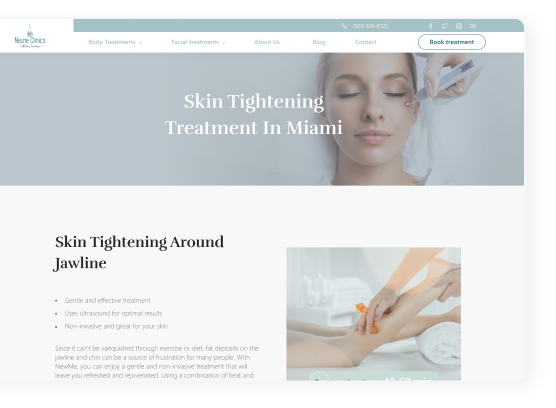 NewMe Clinics
Body-Treatments
Facial-treatments
About Us
Blog
Contact
Book treatment
Skin Tightening
Treatment In Miami
Skin Tightening Around
Jawline
Gentle and effective treatment
Uses ultrasound for optimal results
Non-invasive and great for your skin
Since it can't be vanquished through exercise or diet, fat deposits on the
jawline and chin can be a source of frustration for many people. With
NewMe, you can enjoy a gentle and non-invasive treatment that will
leave you refreshed and rejuvenated. Using a combination of heat and